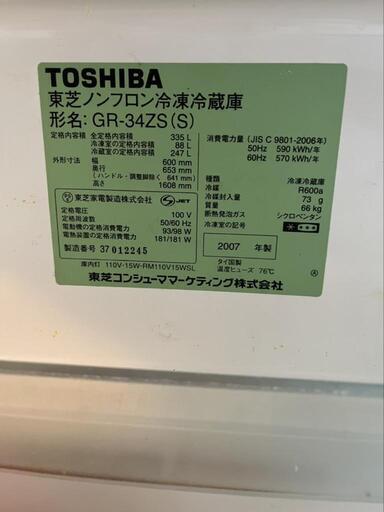 TOSHIBA
東芝ノンフロン冷凍冷蔵庫
形名: GR-34ZS(S)
定格内容積 全定格内容積 335 L
冷凍室の定格内容積 88 L
冷蔵室の定格内容積 247 L
外形寸法 幅 600 mm
奥行 653 mm
(ハンドル・調整脚除く 641 mm)
高さ 1608 mm
東芝家電製造株式会社 S JET
定格電圧 100 V
定格周波数 50/60 Hz
電動機の定格消費電力 93/98 W
電熱装置の定格消費電力 181/181 W
製造番号 37 012245
消費電力量 (JIS C 9801-2006年)
50Hz 590 kWh/年
60Hz 570 kWh/年
種類 冷凍冷蔵庫
冷媒 R600a
冷媒封入量 73 g
質量 66 kg
断熱発泡ガス シクロペンタン
冷凍室の記号
2007 年製
タイ国製
温度ヒューズ 76℃
庫内灯 110V-15W-RM110V15WSL
A
東芝コンシューママーケティング株式会社